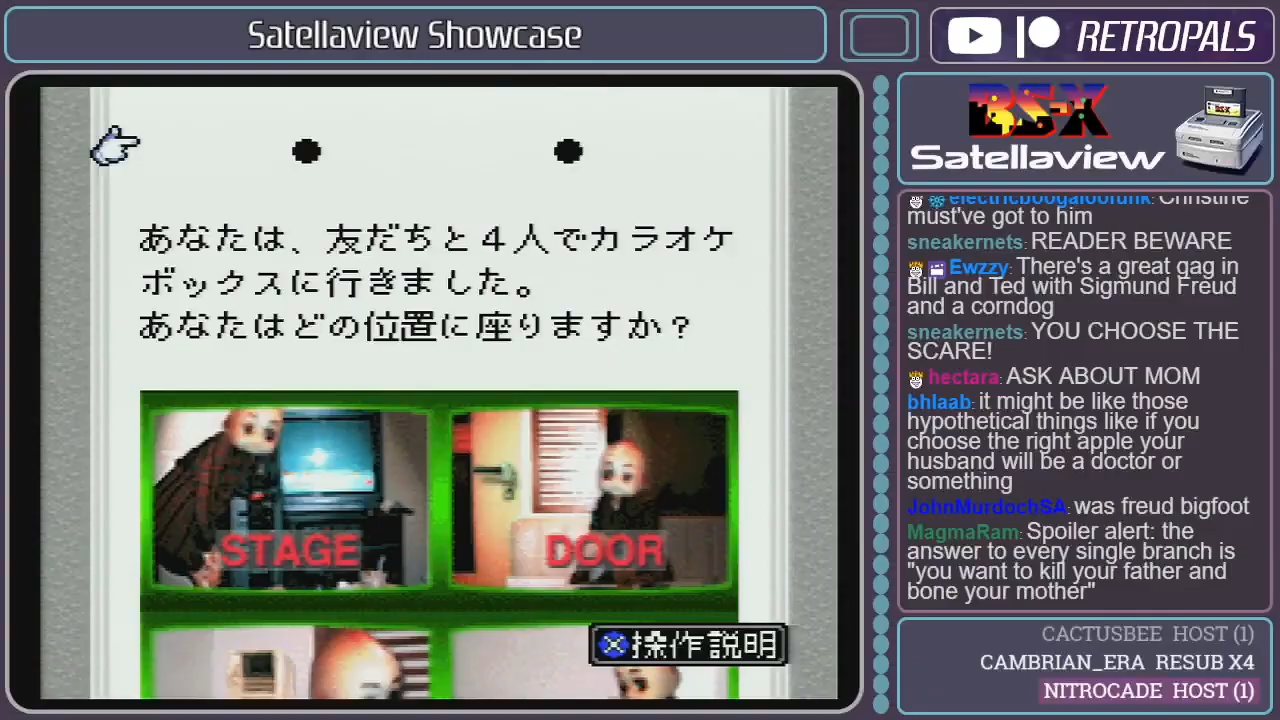 Satellaview Showcase
RETROPALS
BS-X
Satellaview
electricboogaloofunk: Christine
must've got to him
sneakernets: READER BEWARE
Ewzzy: There's a great gag in
Bill and Ted with Sigmund Freud
and a corndog
sneakernets: YOU CHOOSE THE
SCARE!
hectara: ASK ABOUT MOM
bhlaab: it might be like those
hypothetical things like if you
choose the right apple your
husband will be a doctor or
something
JohnMurdochSA: was freud bigfoot
MagmaRam: Spoiler alert: the
answer to every single branch is
"you want to kill your father and
bone your mother"
CACTUSBEE HOST (1)
CAMBRIAN_ERA RESUB X4
NITROCADE HOST (1)
あなたは、友だちと４人でカラオケ
ボックスに行きました。
あなたはどの位置に座りますか？
STAGE
DOOR
操作説明